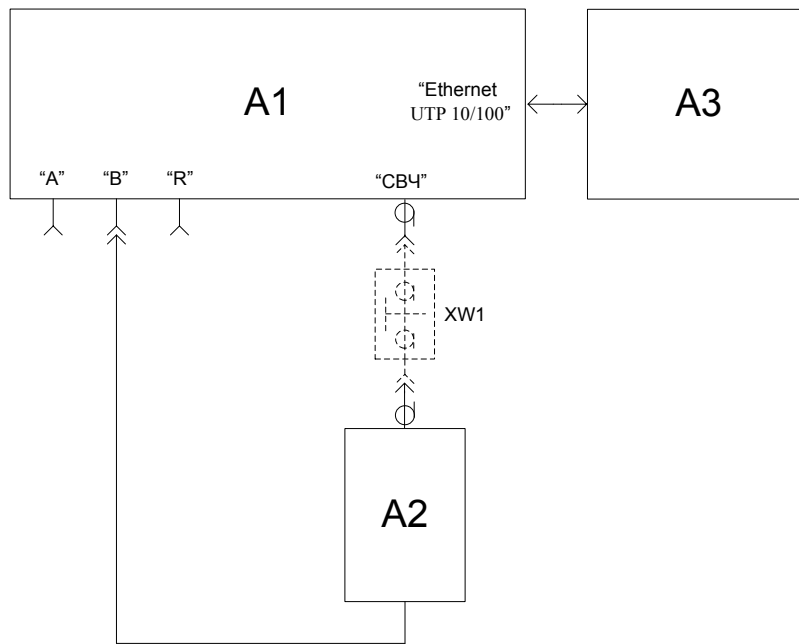 A1
“Ethernet
UTP 10/100”
A3
“A” “B” “R” “СВЧ”
XW1
A2